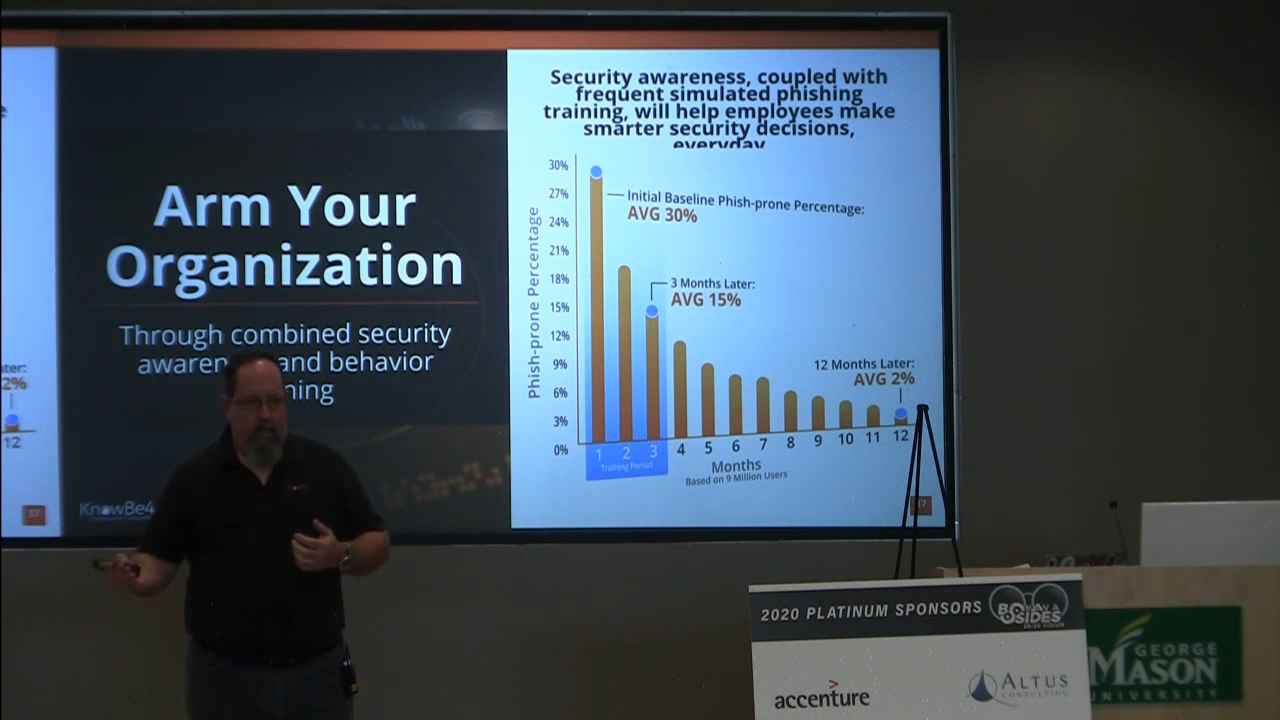 Arm Your
Organization
Through combined security
and behavior
KnowBe4
37
2%
12
Security awareness, coupled with
frequent simulated phishing
training, will help employees make
smarter security decisions,
everyday
Phish-prone Percentage
30%
27%
24%
21%
18%
15%
12%
9%
6%
3%
0%
Initial Baseline Phish-prone Percentage:
AVG 30%
3 Months Later:
AVG 15%
12 Months Later:
AVG 2%
1 2 3 4 5 6 7 8 9 10 11 12
Training Period
Months
Based on 9 Million Users
2020 PLATINUM SPONSORS
BSIDES
accenture
ALTUS
CONSULTING
GEORGE
MASON
UNIVERSITY